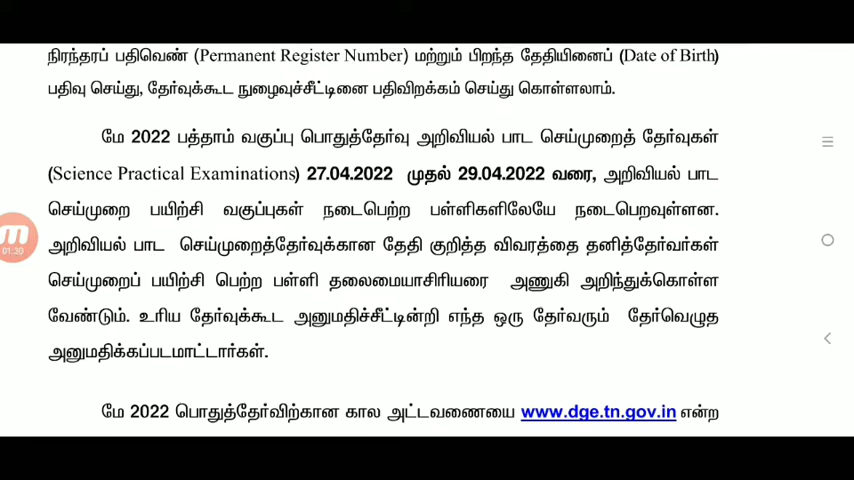 நிரந்தரப் பதிவெண் (Permanent Register Number) மற்றும் பிறந்த தேதியினைப் (Date of Birth)
பதிவு செய்து, தேர்வுக்கூட நுழைவுச்சீட்டினை பதிவிறக்கம் செய்து கொள்ளலாம்.
மே 2022 பத்தாம் வகுப்பு பொதுத்தேர்வு அறிவியல் பாட செய்முறைத் தேர்வுகள்
(Science Practical Examinations) 27.04.2022 முதல் 29.04.2022 வரை, அறிவியல் பாட
செய்முறை பயிற்சி வகுப்புகள் நடைபெற்ற பள்ளிகளிலேயே நடைபெறவுள்ளன.
அறிவியல் பாட செய்முறைத்தேர்வுக்கான தேதி குறித்த விவரத்தை தனித்தேர்வர்கள்
செய்முறைப் பயிற்சி பெற்ற பள்ளி தலைமையாசிரியரை அணுகி அறிந்துக்கொள்ள
வேண்டும். உரிய தேர்வுக்கூட அனுமதிச்சீட்டின்றி எந்த ஒரு தேர்வரும் தேர்வெழுத
அனுமதிக்கப்படமாட்டார்கள்.
மே 2022 பொதுத்தேர்விற்கான கால அட்டவணையை www.dge.tn.gov.in என்ற
01:30